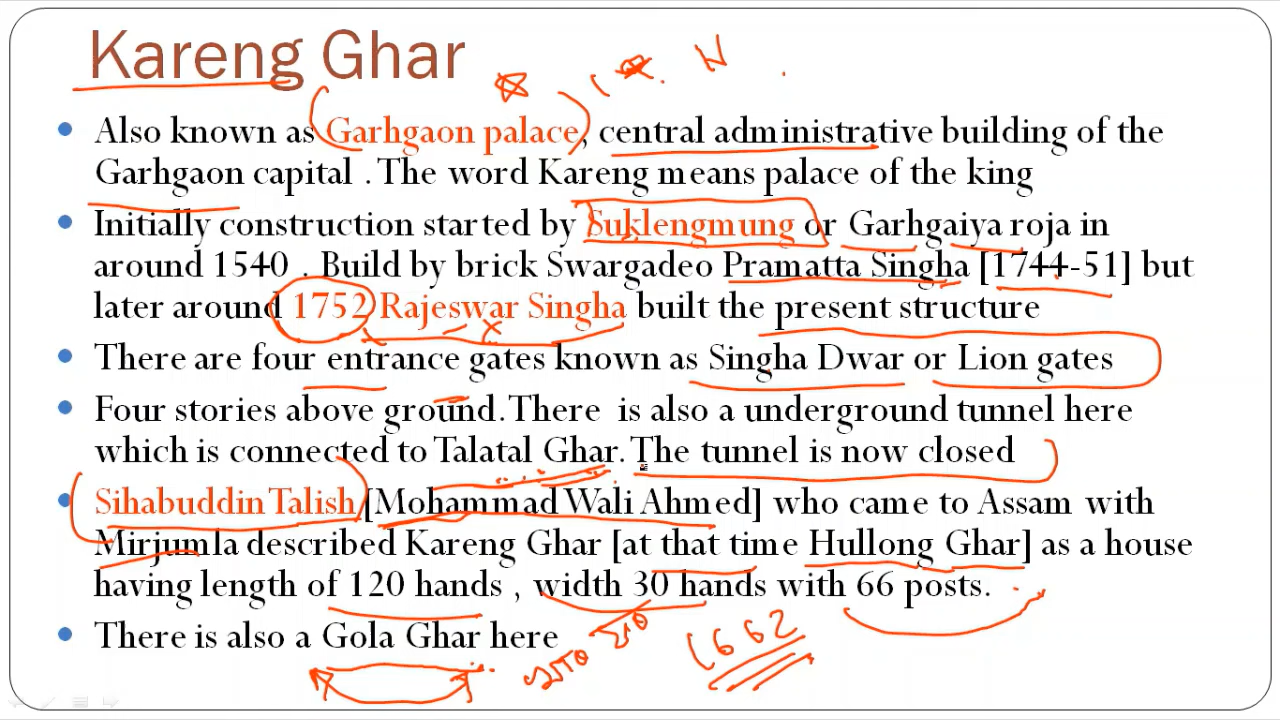 Kareng Ghar
• Also known as Garhgaon palace, central administrative building of the
Garhgaon capital . The word Kareng means palace of the king
• Initially construction started by Suklengmung or Garhgaiya roja in
around 1540 . Build by brick Swargadeo Pramatta Singha [1744-51] but
later around 1752 Rajeswar Singha built the present structure
• There are four entrance gates known as Singha Dwar or Lion gates
• Four stories above ground.There is also a underground tunnel here
which is connected to Talatal Ghar. The tunnel is now closed
• Sihabuddin Talish [Mohammad Wali Ahmed] who came to Assam with
Mirjumla described Kareng Ghar [at that time Hullong Ghar] as a house
having length of 120 hands , width 30 hands with 66 posts.
• There is also a Gola Ghar here
1662